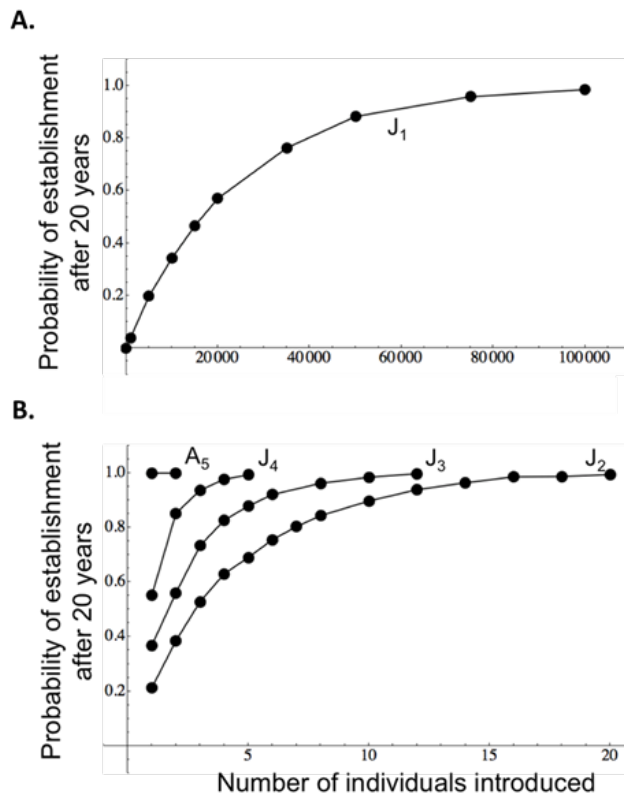 A.
Probability of establishment
after 20 years
1.0
0.8
0.6
0.4
0.2
J1
20000 40000 60000 80000 100000
B.
Probability of establishment
after 20 years
1.0
0.8
0.6
0.4
0.2
A5 J4 J3 J2
5 10 15 20
Number of individuals introduced